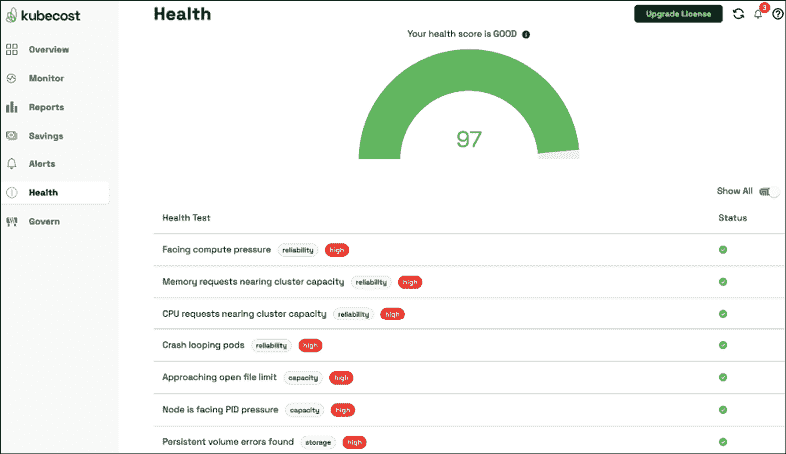 kubecost
Health
Upgrade License
3
Your health score is GOOD
Overview
Monitor
Reports
Savings
Alerts
Health
Govern
97
Show All
Health Test Status
Facing compute pressure reliability high
Memory requests nearing cluster capacity reliability high
CPU requests nearing cluster capacity reliability high
Crash looping pods reliability high
Approaching open file limit capacity high
Node is facing PID pressure capacity high
Persistent volume errors found storage high